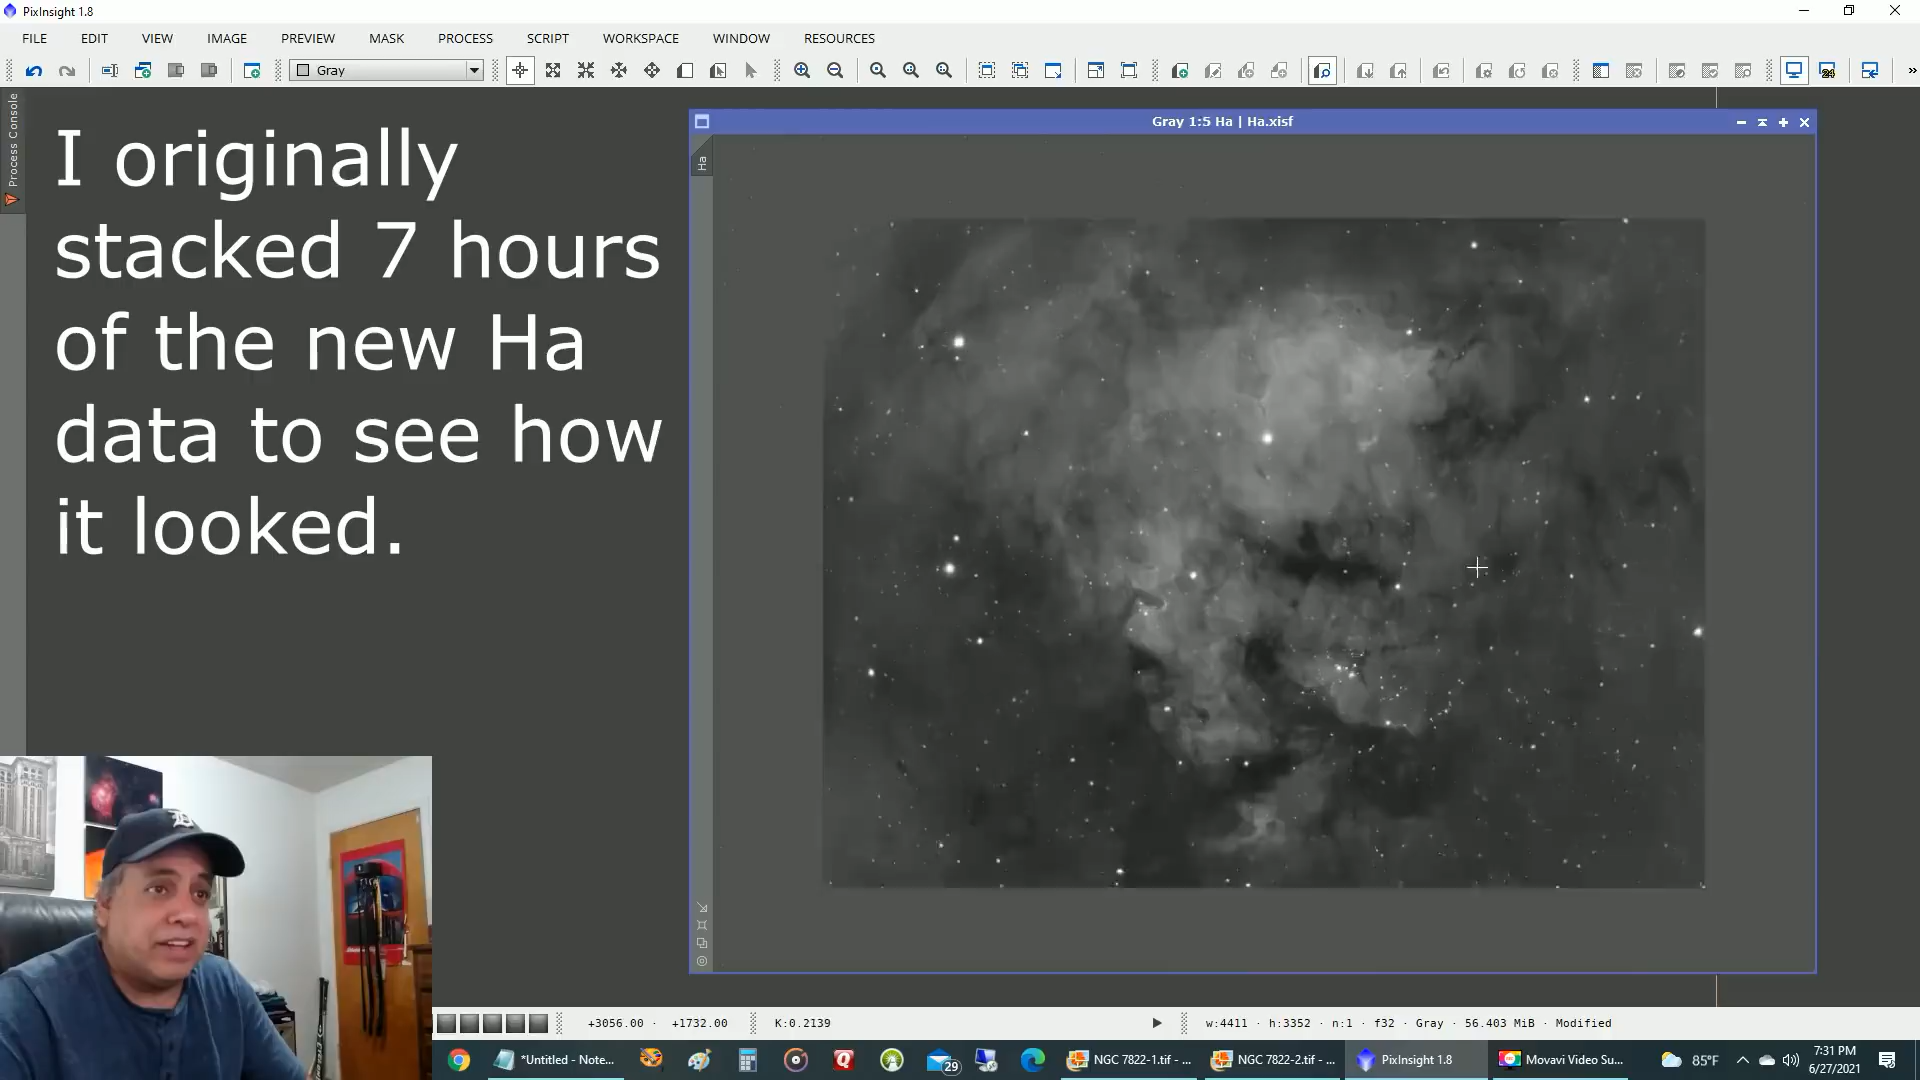 PixInsight 1.8
FILE EDIT VIEW IMAGE PREVIEW MASK PROCESS SCRIPT WORKSPACE WINDOW RESOURCES
Gray
24
»
Process Console
Gray 1:5 Ha | Ha.xisf
Ha
I originally
stacked 7 hours
of the new Ha
data to see how
it looked.
D
+3056.00 · +1732.00 K:0.2139 w:4411 · h:3352 · n:1 · f32 · Gray · 56.403 MiB · Modified
*Untitled - Note... 29 NGC 7822-1.tif - ... NGC 7822-2.tif - ... PixInsight 1.8 Movavi Video Su... 85°F 7:31 PM
6/27/2021